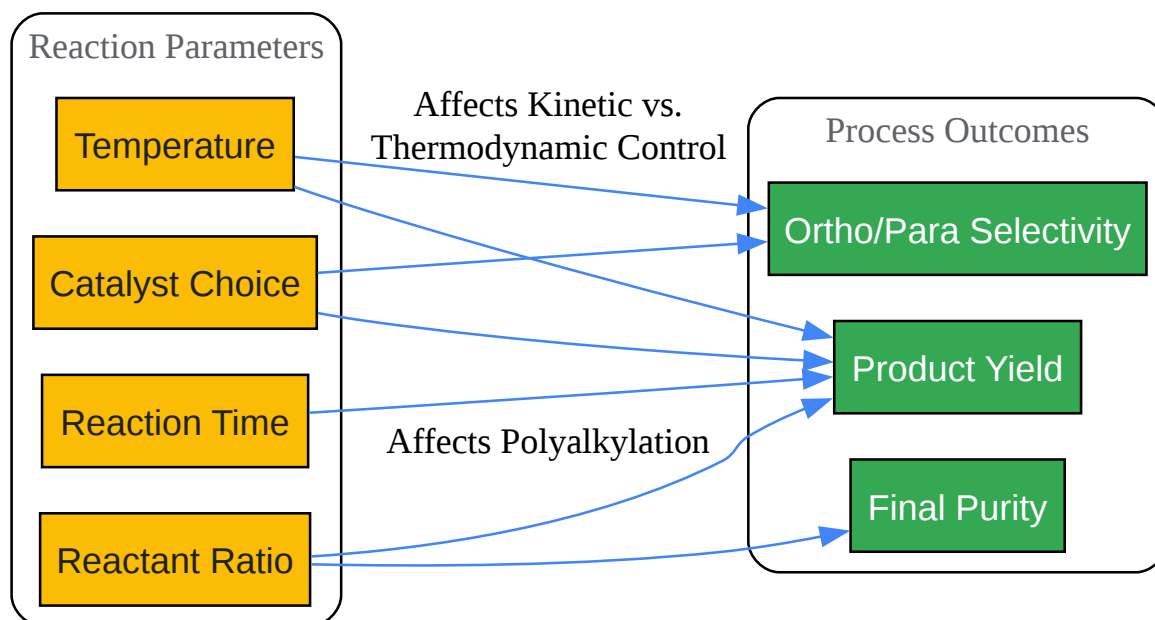 Reaction Parameters
Temperature
Catalyst Choice
Reaction Time
Reactant Ratio
Affects Kinetic vs.
Thermodynamic Control
Affects Polyalkylation
Process Outcomes
Ortho/Para Selectivity
Product Yield
Final Purity